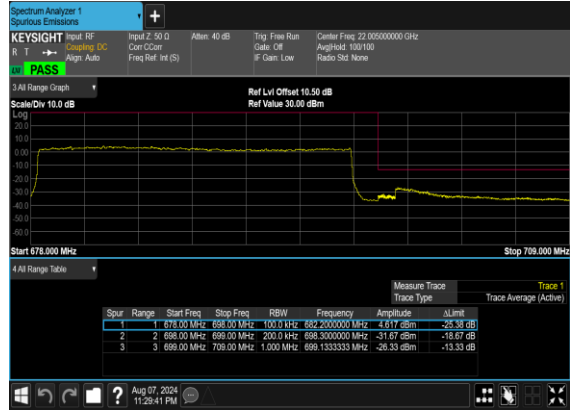 Spectrum Analyzer 1
Spurious Emissions
KEYSIGHT Input: RF Input Z: 50 Ω Atten: 40 dB Trig: Free Run Center Freq: 22.005000000 GHz
R T Coupling: DC Corr CCorr Gate: Off Avg|Hold: 100/100
Align: Auto Freq Ref: Int (S) IF Gain: Low Radio Std: None
PASS
3 All Range Graph
Ref Lvl Offset 10.50 dB
Scale/Div 10.0 dB Ref Value 30.00 dBm
Log
20.0
10.0
0.00
-10.0
-20.0
-30.0
-40.0
-50.0
-60.0
Start 678.000 MHz Stop 709.000 MHz
4 All Range Table
Measure Trace Trace 1
Trace Type Trace Average (Active)
Spur Range Start Freq Stop Freq RBW Frequency Amplitude ΔLimit
1 1 678.00 MHz 698.00 MHz 100.0 kHz 682.2000000 MHz 4.617 dBm -25.38 dB
2 2 698.00 MHz 699.00 MHz 200.0 kHz 698.3000000 MHz -31.67 dBm -18.67 dB
3 3 699.00 MHz 709.00 MHz 1.000 MHz 699.1333333 MHz -26.33 dBm -13.33 dB
Aug 07, 2024
11:29:41 PM